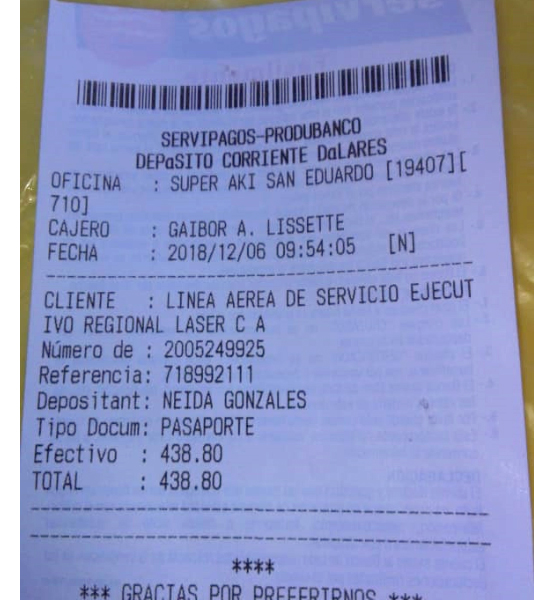 SERVIPAGOS-PRODUBANCO
DEPaSITO CORRIENTE DaLARES
OFICINA : SUPER AKI SAN EDUARDO [19407][
710]
CAJERO : GAIBOR A. LISSETTE
FECHA : 2018/12/06 09:54:05 [N]
CLIENTE : LINEA AEREA DE SERVICIO EJECUT
IVO REGIONAL LASER C A
Número de : 2005249925
Referencia: 718992111
Depositant: NEIDA GONZALES
Tipo Docum: PASAPORTE
Efectivo : 438.80
TOTAL : 438.80
****
*** GRACIAS POR PREFERIRNOS ***